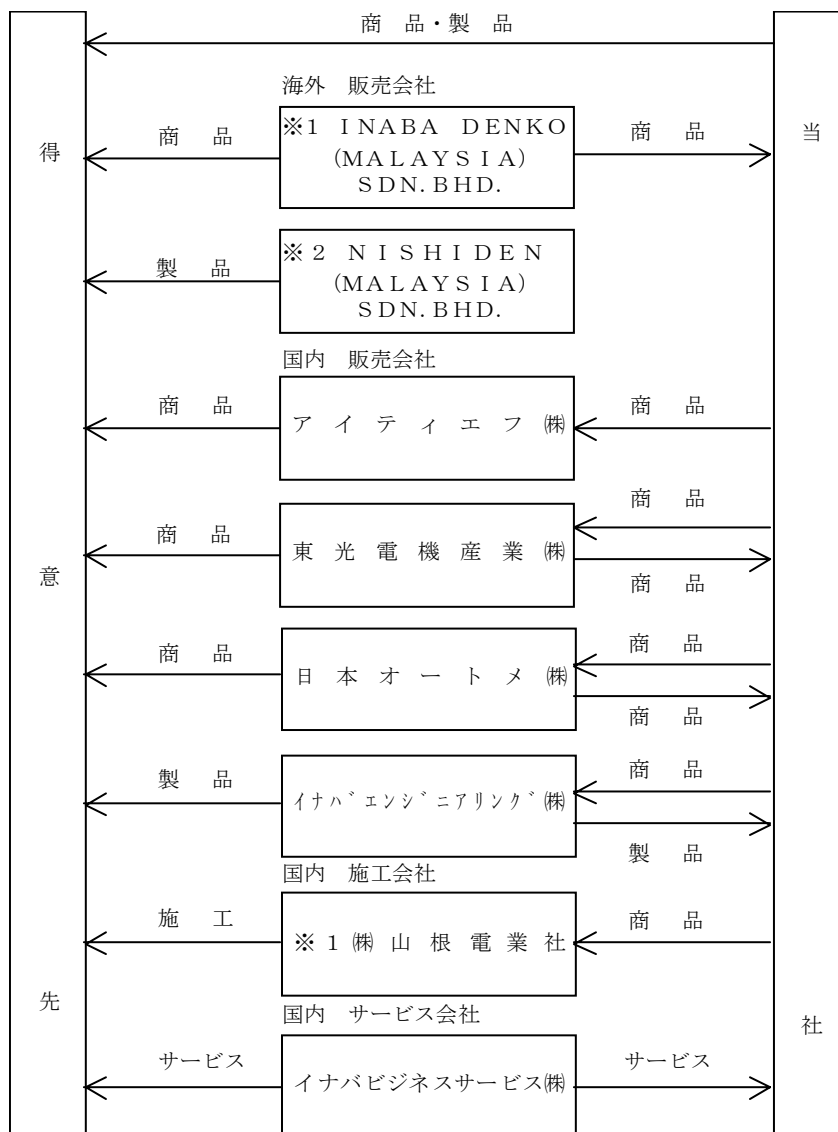 商 品・製 品
海外 販売会社
商 品
※1 ＩＮＡＢＡ ＤＥＮＫＯ
(ＭＡＬＡＹＳＩＡ)
ＳＤＮ.ＢＨＤ.
商 品
当
得
製 品
※２ ＮＩＳＨＩＤＥＮ
(ＭＡＬＡＹＳＩＡ)
ＳＤＮ.ＢＨＤ.
国内 販売会社
商 品
アイティエフ㈱
商 品
商 品
商 品
東光電機産業㈱
意
商 品
商 品
商 品
日本オートメ㈱
商 品
製 品
商 品
ｲﾅﾊﾞｴﾝｼﾞﾆｱﾘﾝｸﾞ㈱
製 品
国内 施工会社
施 工
※１㈱山根電業社
商 品
先
国内 サービス会社
社
サービス
イナバビジネスサービス㈱
サービス